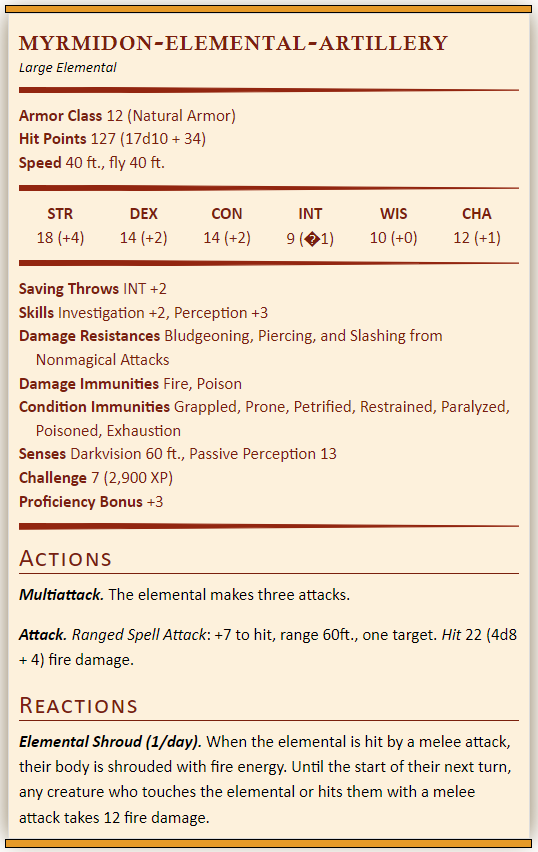 MYRMIDON-ELEMENTAL-ARTILLERY
Large Elemental
Armor Class 12 (Natural Armor)
Hit Points 127 (17d10 + 34)
Speed 40 ft., fly 40 ft.
STR DEX CON INT WIS CHA
18 (+4) 14 (+2) 14 (+2) 9 (�1) 10 (+0) 12 (+1)
Saving Throws INT +2
Skills Investigation +2, Perception +3
Damage Resistances Bludgeoning, Piercing, and Slashing from
Nonmagical Attacks
Damage Immunities Fire, Poison
Condition Immunities Grappled, Prone, Petrified, Restrained, Paralyzed,
Poisoned, Exhaustion
Senses Darkvision 60 ft., Passive Perception 13
Challenge 7 (2,900 XP)
Proficiency Bonus +3
ACTIONS
Multiattack. The elemental makes three attacks.
Attack. Ranged Spell Attack: +7 to hit, range 60ft., one target. Hit 22 (4d8
+ 4) fire damage.
REACTIONS
Elemental Shroud (1/day). When the elemental is hit by a melee attack,
their body is shrouded with fire energy. Until the start of their next turn,
any creature who touches the elemental or hits them with a melee
attack takes 12 fire damage.